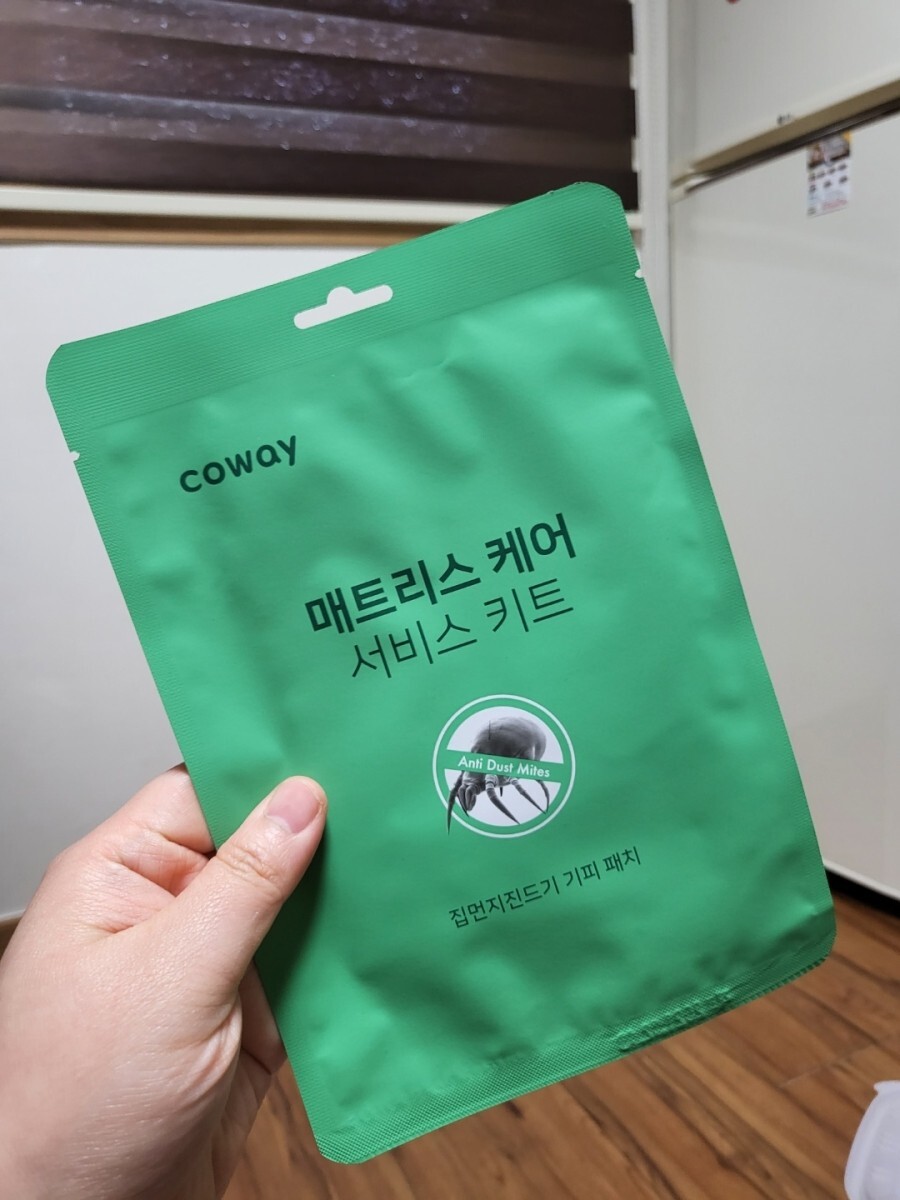 coway
매트리스 케어
서비스 키트
Anti Dust Mites
집먼지진드기 기피 패치